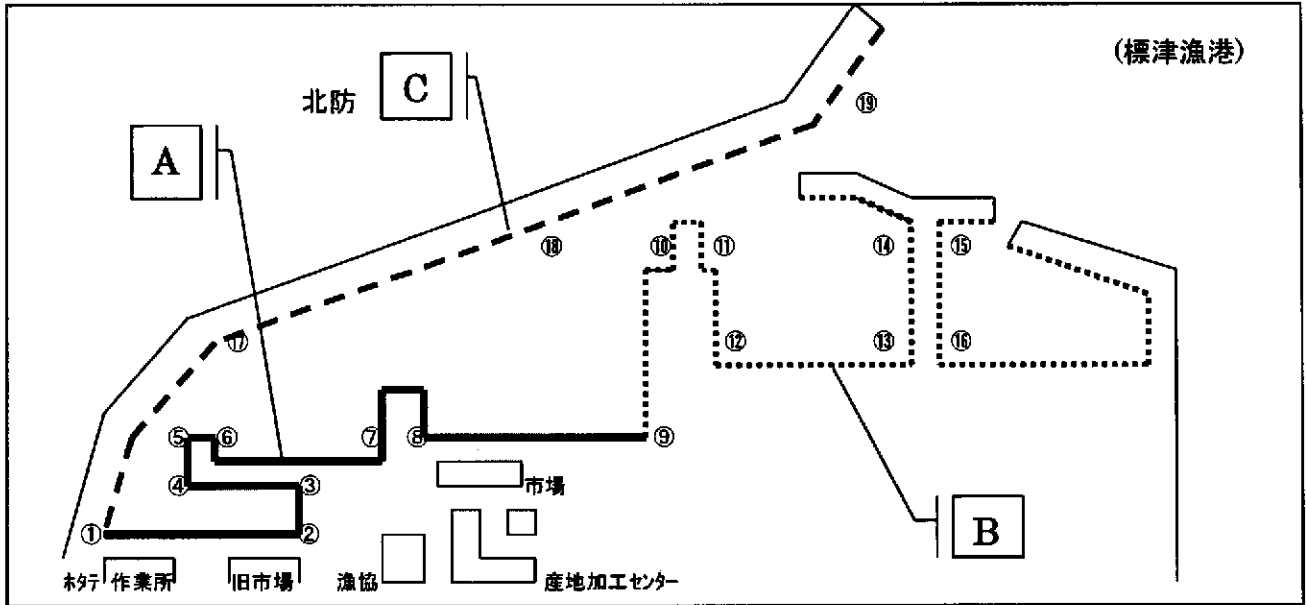 (標津漁港)
北防
C
A
⑲
⑱
⑩
⑪
⑭
⑮
⑰
⑫
⑬
⑯
⑤
⑥
⑦
⑧
⑨
④
③
市場
①
②
B
ホタテ 作業所
旧市場
漁協
産地加工センター